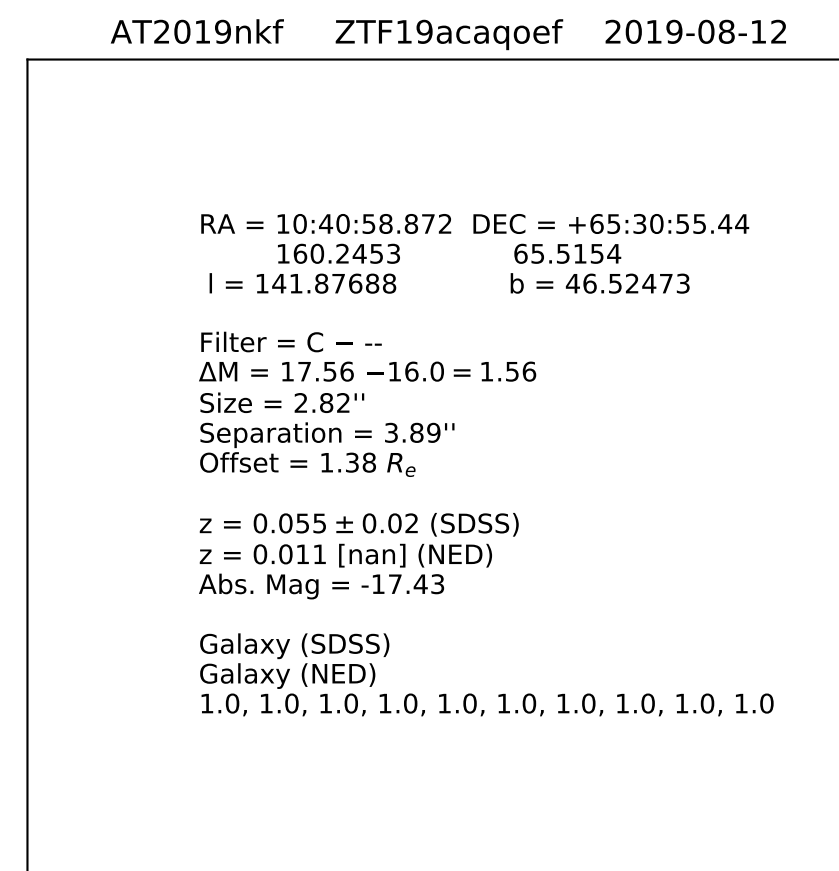 AT2019nkf ZTF19acaqoef 2019-08-12
RA = 10:40:58.872 DEC = +65:30:55.44
160.2453 65.5154
l = 141.87688 b = 46.52473
Filter = C − --
ΔM = 17.56 −16.0 = 1.56
Size = 2.82''
Separation = 3.89''
Offset = 1.38 Re
z = 0.055 ± 0.02 (SDSS)
z = 0.011 [nan] (NED)
Abs. Mag = -17.43
Galaxy (SDSS)
Galaxy (NED)
1.0, 1.0, 1.0, 1.0, 1.0, 1.0, 1.0, 1.0, 1.0, 1.0